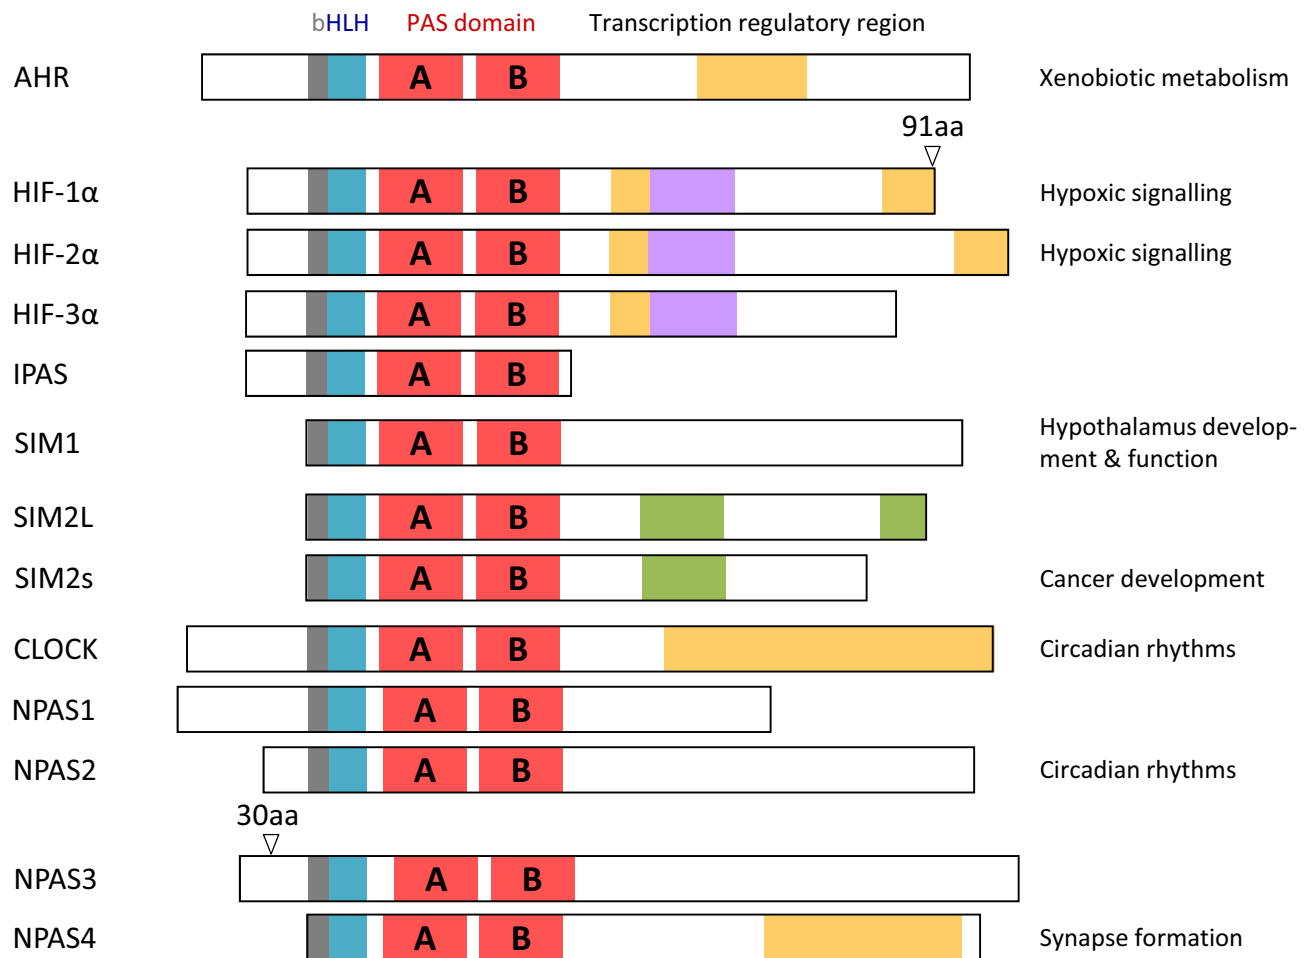 bHLH PAS domain Transcription regulatory region
AHR A B Xenobiotic metabolism
91aa
HIF-1α A B Hypoxic signalling
HIF-2α A B Hypoxic signalling
HIF-3α A B
IPAS A B
SIM1 A B Hypothalamus develop-
ment & function
SIM2L A B
SIM2s A B Cancer development
CLOCK A B Circadian rhythms
NPAS1 A B
NPAS2 A B Circadian rhythms
30aa
NPAS3 A B
NPAS4 A B Synapse formation